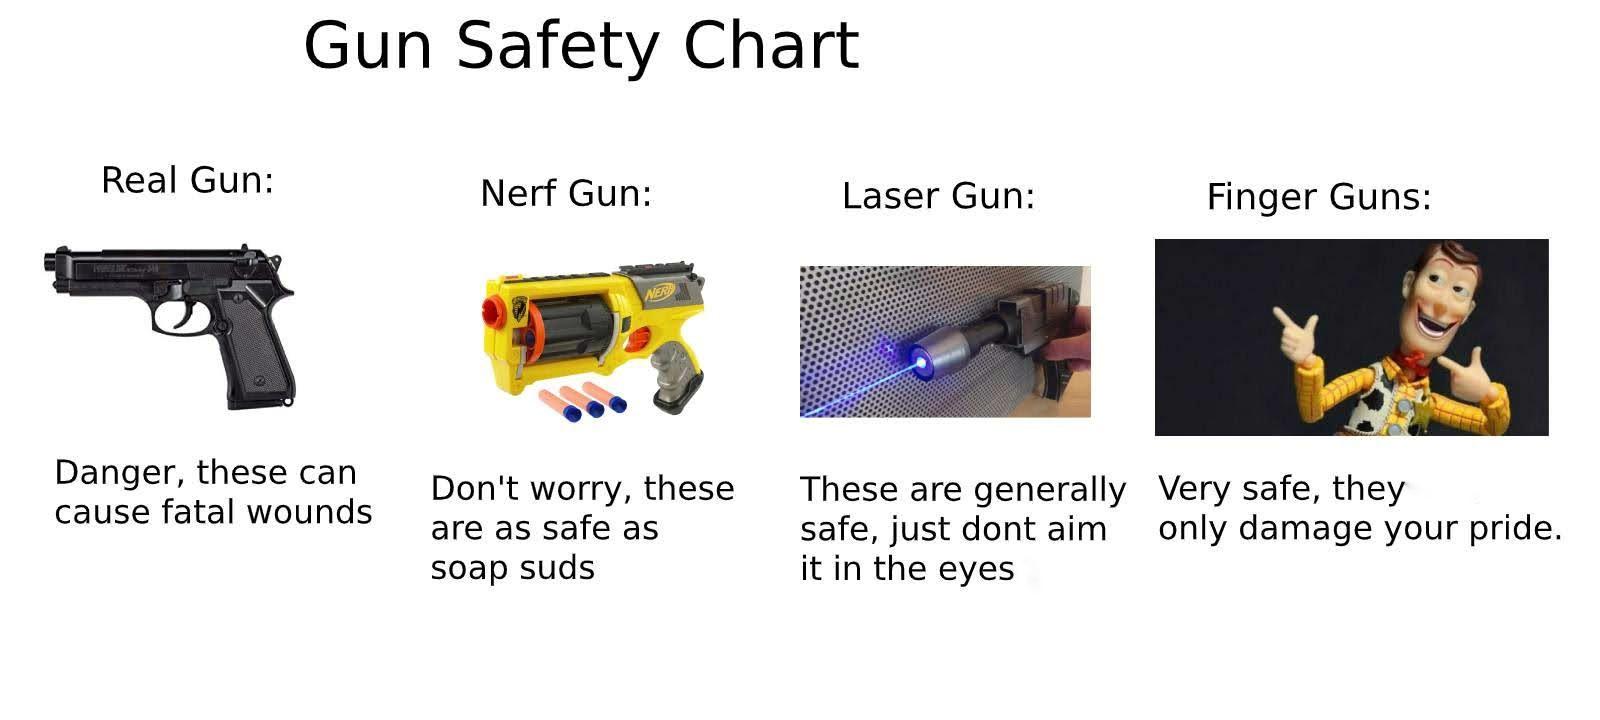 Gun Safety Chart
Real Gun:
Nerf Gun:
Laser Gun:
Finger Guns:
NERF
Danger, these can
cause fatal wounds
Don't worry, these
are as safe as
soap suds
These are generally
safe, just dont aim
it in the eyes
Very safe, they
only damage your pride.